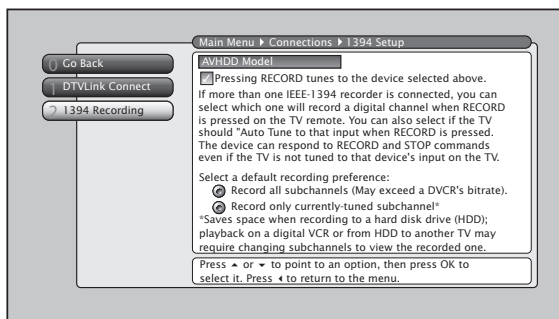 Main Menu ▸ Connections ▸ 1394 Setup
0 Go Back
1 DTVLink Connect
2 1394 Recording
AVHDD Model
Pressing RECORD tunes to the device selected above.
If more than one IEEE-1394 recorder is connected, you can
select which one will record a digital channel when RECORD
is pressed on the TV remote. You can also select if the TV
should "Auto Tune to that input when RECORD is pressed.
The device can respond to RECORD and STOP commands
even if the TV is not tuned to that device's input on the TV.
Select a default recording preference:
Record all subchannels (May exceed a DVCR's bitrate).
Record only currently-tuned subchannel*
*Saves space when recording to a hard disk drive (HDD);
playback on a digital VCR or from HDD to another TV may
require changing subchannels to view the recorded one.
Press ▴ or ▾ to point to an option, then press OK to
select it. Press ◂ to return to the menu.